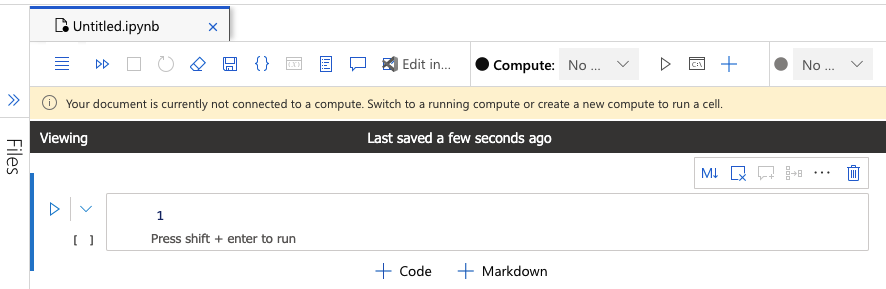 Untitled.ipynb
Edit in... Compute: No ... No ...
Your document is currently not connected to a compute. Switch to a running compute or create a new compute to run a cell.
Viewing Last saved a few seconds ago
Files
M↓
1
[ ] Press shift + enter to run
+ Code + Markdown